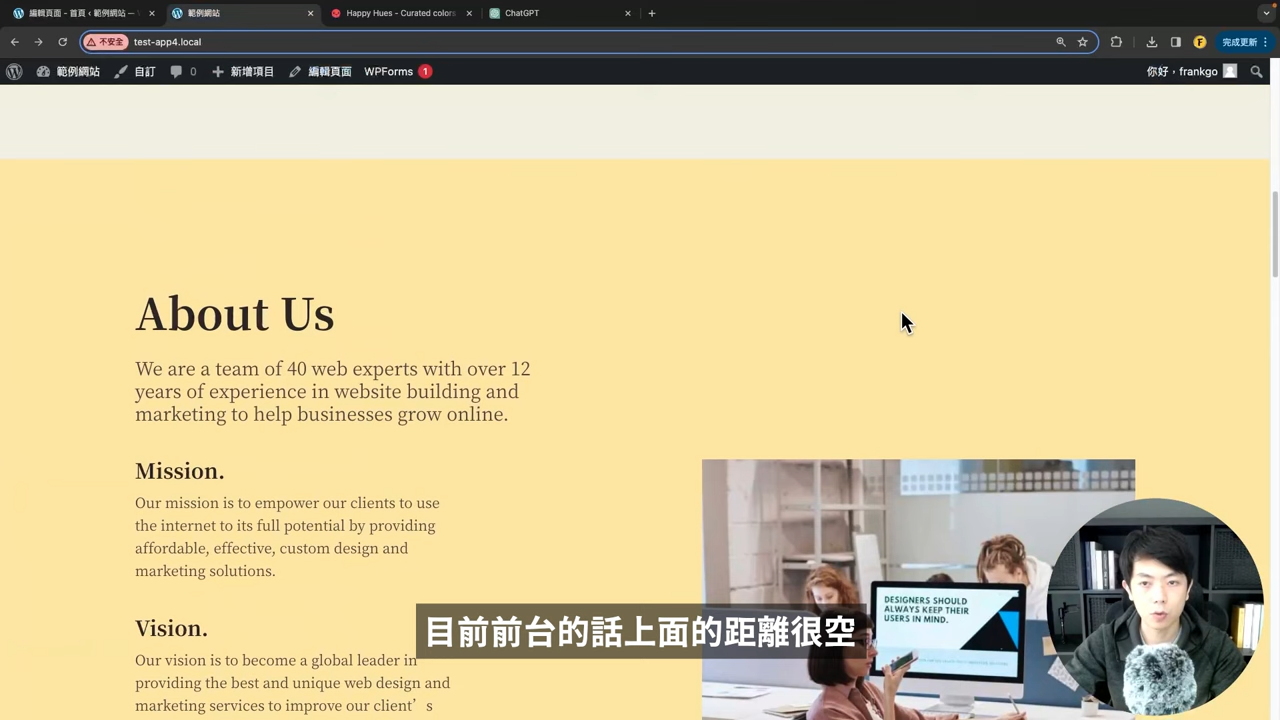 編輯頁面 - 首頁 ‹ 範例網站 —
範例網站
Happy Hues - Curated colors
ChatGPT
不安全
test-app4.local
完成更新
範例網站
自訂
0
新增項目
編輯頁面
WPForms
1
你好，frankgo
About Us
We are a team of 40 web experts with over 12
years of experience in website building and
marketing to help businesses grow online.
Mission.
Our mission is to empower our clients to use
the internet to its full potential by providing
affordable, effective, custom design and
marketing solutions.
Vision.
Our vision is to become a global leader in
providing the best and unique web design and
marketing services to improve our client’s
DESIGNERS SHOULD
ALWAYS KEEP THEIR
USERS IN MIND.
目前前台的話上面的距離很空